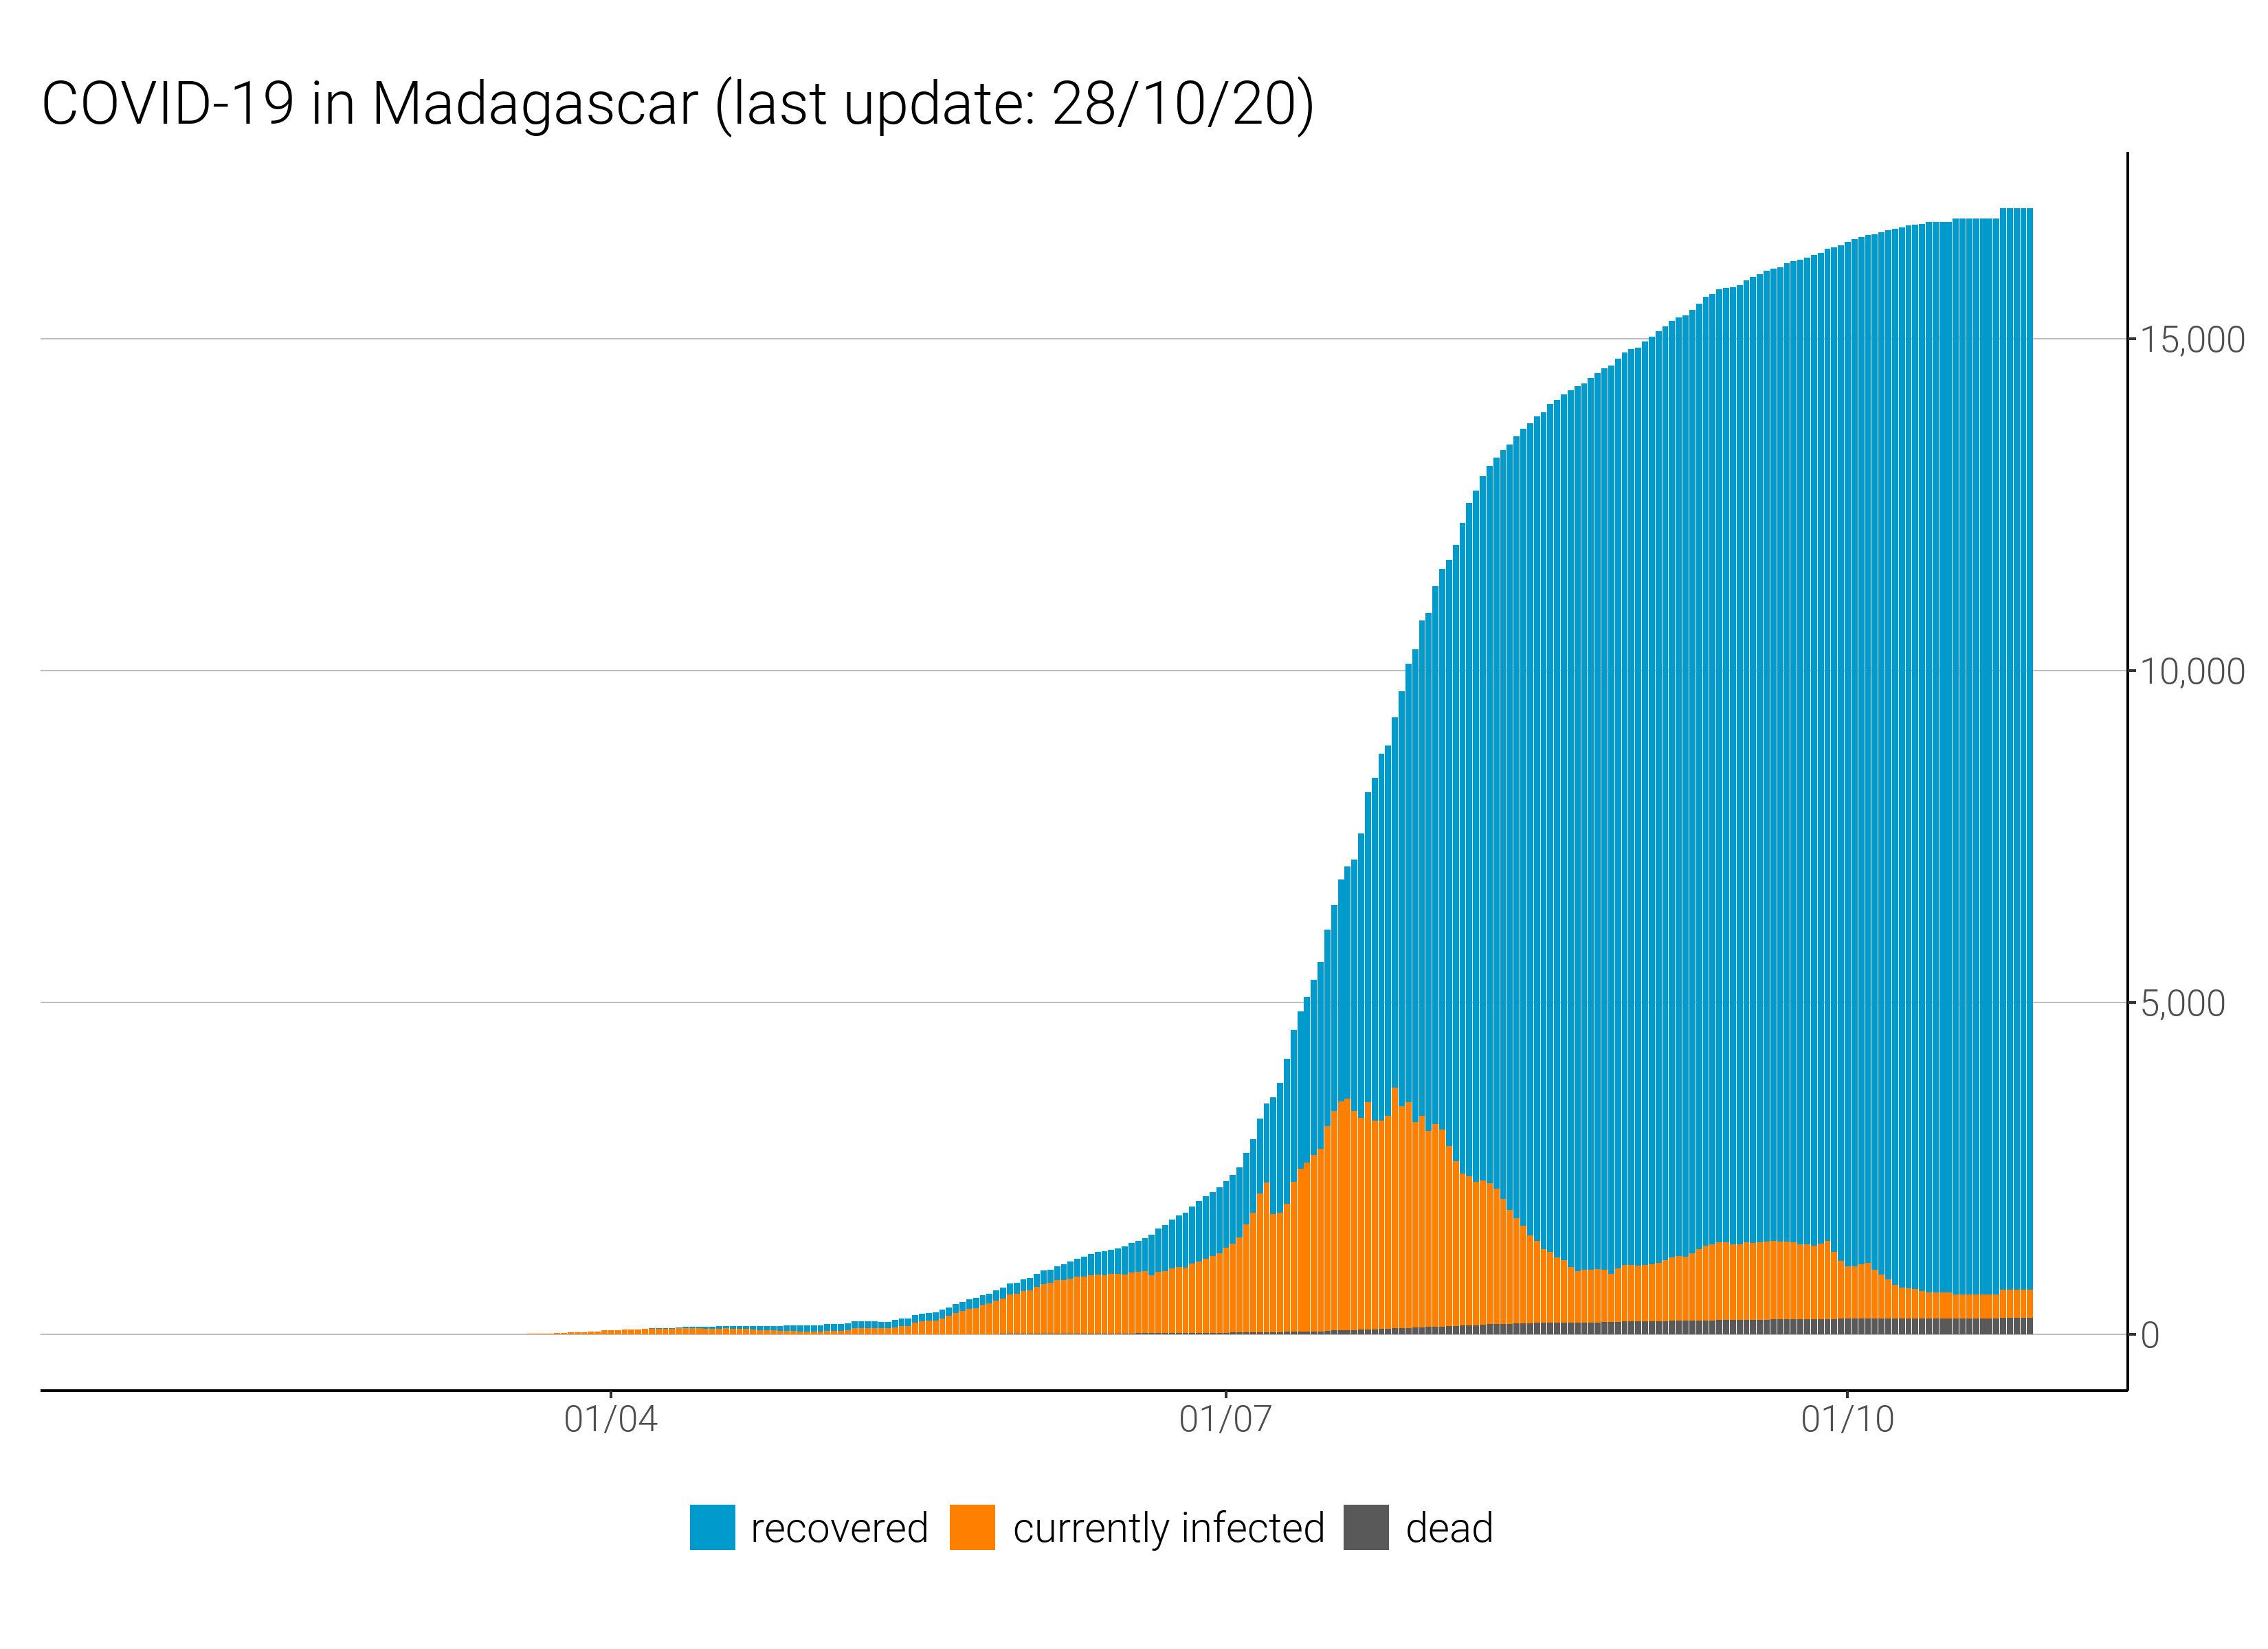 COVID-19 in Madagascar (last update: 28/10/20)
15,000
10,000
5,000
0
01/04 01/07 01/10
recovered currently infected dead